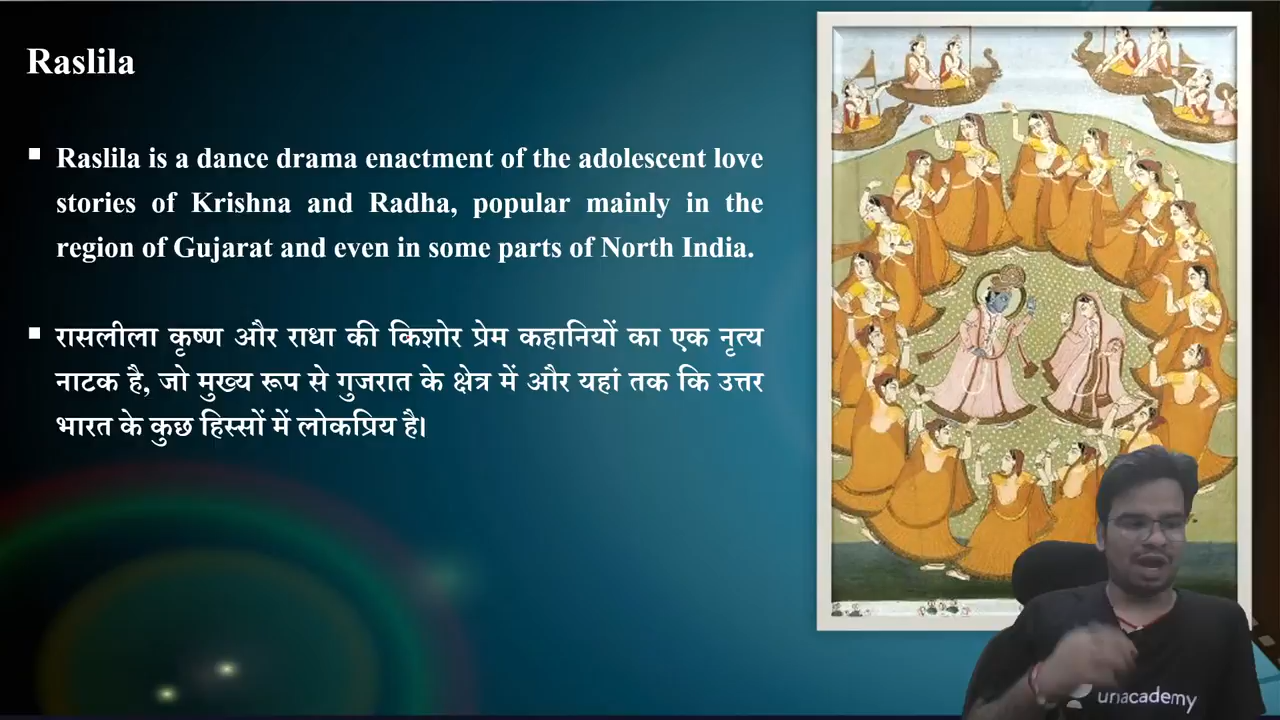 Raslila
Raslila is a dance drama enactment of the adolescent love
stories of Krishna and Radha, popular mainly in the
region of Gujarat and even in some parts of North India.
रासलीला कृष्ण और राधा की किशोर प्रेम कहानियों का एक नृत्य
नाटक है, जो मुख्य रूप से गुजरात के क्षेत्र में और यहां तक कि उत्तर
भारत के कुछ हिस्सों में लोकप्रिय है।
unacademy